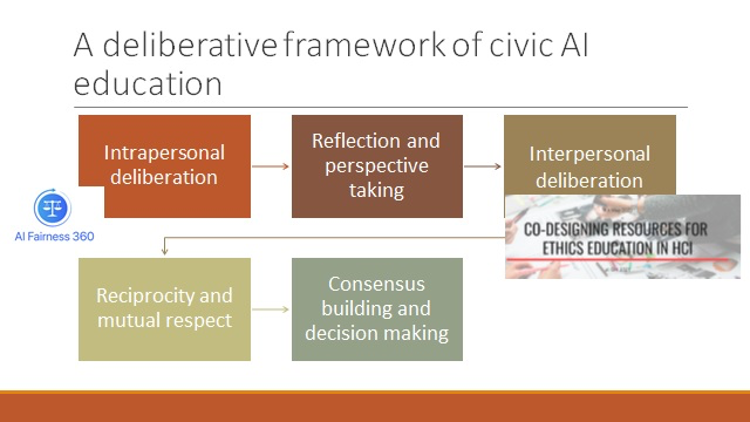 A deliberative framework of civic AI
education
Intrapersonal
deliberation
Reflection and
perspective
taking
Interpersonal
deliberation
AI Fairness 360
CO-DESIGNING RESOURCES FOR
ETHICS EDUCATION IN HCI
Reciprocity and
mutual respect
Consensus
building and
decision making